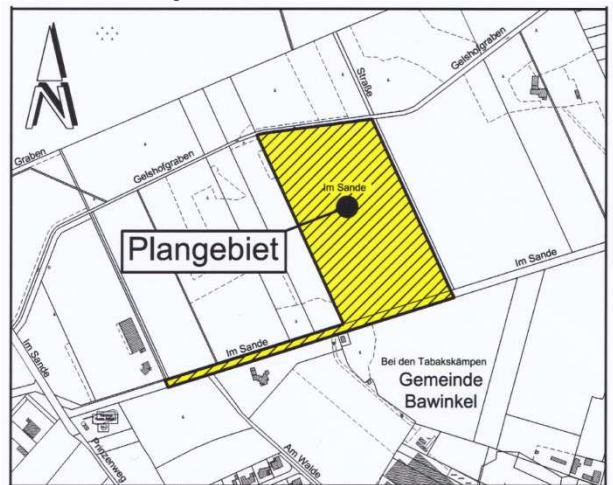 N
Straße
Gelshofgraben
Graben
Gelshofgraben
Im Sande
Plangebiet
Im Sande
Im Sande
Im Sande
Bei den Tabakskämpen
Gemeinde
Bawinkel
Prinzenweg
Am Walde